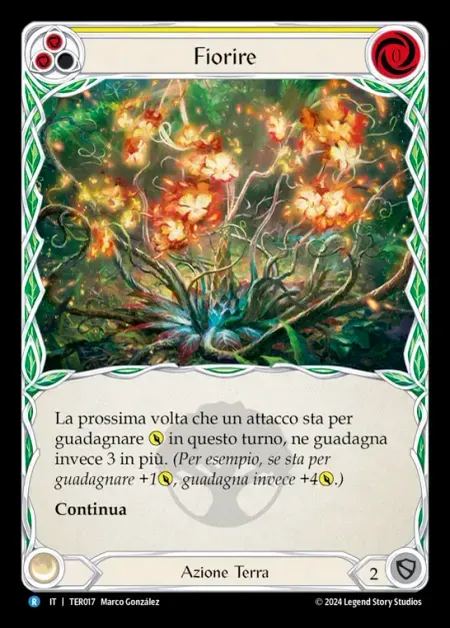 Fiorire
0
La prossima volta che un attacco sta per
guadagnare in questo turno, ne guadagna
invece 3 in più. (Per esempio, se sta per
guadagnare +1, guadagna invece +4.)
Continua
Azione Terra
2
R IT | TER017 Marco González
© 2024 Legend Story Studios